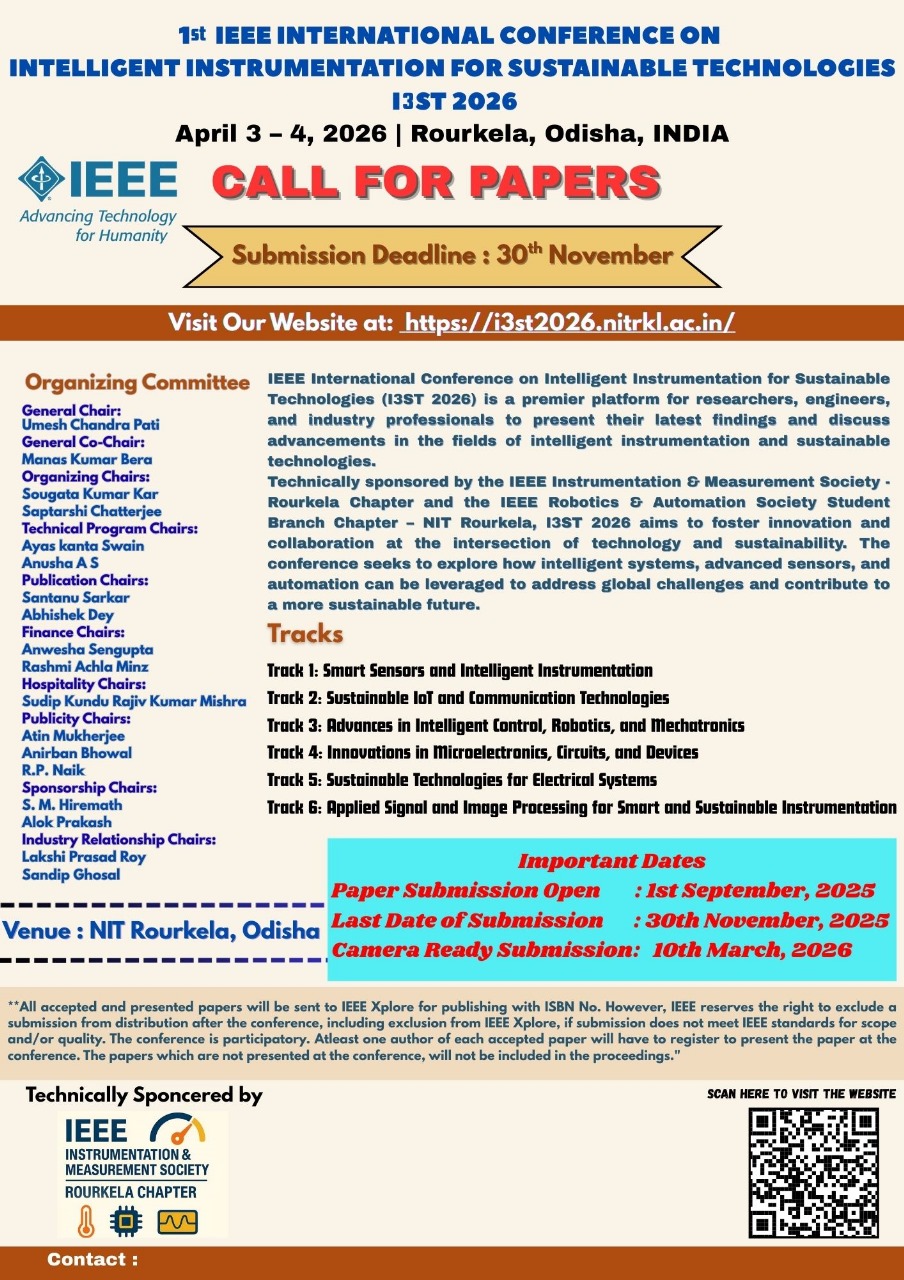 1st IEEE INTERNATIONAL CONFERENCE ON
INTELLIGENT INSTRUMENTATION FOR SUSTAINABLE TECHNOLOGIES
I3ST 2026
April 3 – 4, 2026 | Rourkela, Odisha, INDIA
IEEE
Advancing Technology
for Humanity
CALL FOR PAPERS
Submission Deadline : 30th November
Visit Our Website at: https://i3st2026.nitrkl.ac.in/
Organizing Committee
General Chair:
Umesh Chandra Pati
General Co-Chair:
Manas Kumar Bera
Organizing Chairs:
Sougata Kumar Kar
Saptarshi Chatterjee
Technical Program Chairs:
Ayas kanta Swain
Anusha A S
Publication Chairs:
Santanu Sarkar
Abhishek Dey
Finance Chairs:
Anwesha Sengupta
Rashmi Achla Minz
Hospitality Chairs:
Sudip Kundu Rajiv Kumar Mishra
Publicity Chairs:
Atin Mukherjee
Anirban Bhowal
R.P. Naik
Sponsorship Chairs:
S. M. Hiremath
Alok Prakash
Industry Relationship Chairs:
Lakshi Prasad Roy
Sandip Ghosal
Venue : NIT Rourkela, Odisha
IEEE International Conference on Intelligent Instrumentation for Sustainable
Technologies (I3ST 2026) is a premier platform for researchers, engineers,
and industry professionals to present their latest findings and discuss
advancements in the fields of intelligent instrumentation and sustainable
technologies.
Technically sponsored by the IEEE Instrumentation & Measurement Society -
Rourkela Chapter and the IEEE Robotics & Automation Society Student
Branch Chapter – NIT Rourkela, I3ST 2026 aims to foster innovation and
collaboration at the intersection of technology and sustainability. The
conference seeks to explore how intelligent systems, advanced sensors, and
automation can be leveraged to address global challenges and contribute to
a more sustainable future.
Tracks
Track 1: Smart Sensors and Intelligent Instrumentation
Track 2: Sustainable IoT and Communication Technologies
Track 3: Advances in Intelligent Control, Robotics, and Mechatronics
Track 4: Innovations in Microelectronics, Circuits, and Devices
Track 5: Sustainable Technologies for Electrical Systems
Track 6: Applied Signal and Image Processing for Smart and Sustainable Instrumentation
Important Dates
Paper Submission Open : 1st September, 2025
Last Date of Submission : 30th November, 2025
Camera Ready Submission: 10th March, 2026
**All accepted and presented papers will be sent to IEEE Xplore for publishing with ISBN No. However, IEEE reserves the right to exclude a
submission from distribution after the conference, including exclusion from IEEE Xplore, if submission does not meet IEEE standards for scope
and/or quality. The conference is participatory. Atleast one author of each accepted paper will have to register to present the paper at the
conference. The papers which are not presented at the conference, will not be included in the proceedings."
Technically Sponcered by
IEEE
INSTRUMENTATION &
MEASUREMENT SOCIETY
ROURKELA CHAPTER
SCAN HERE TO VISIT THE WEBSITE
Contact :